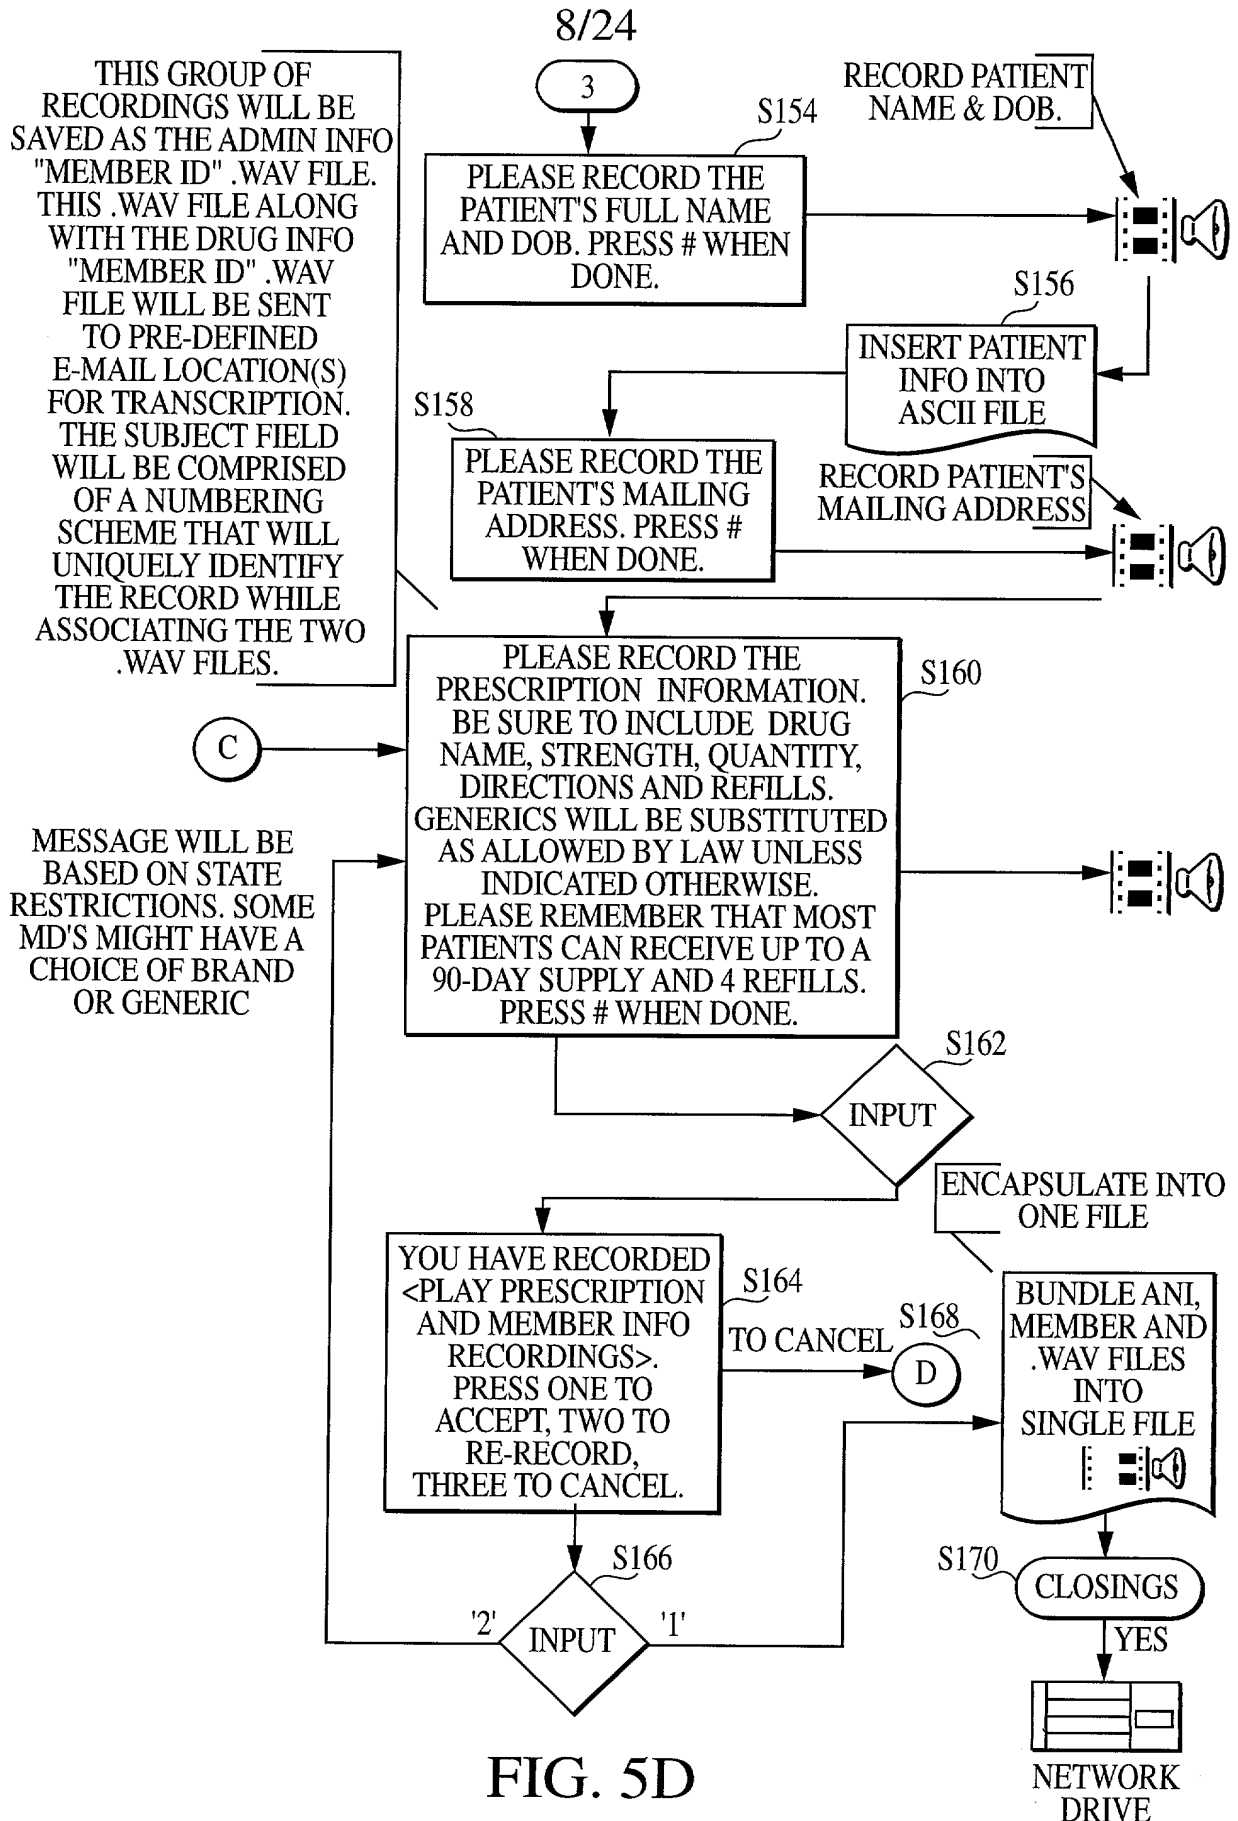 8/24
3
THIS GROUP OF
RECORDINGS WILL BE
SAVED AS THE ADMIN INFO
"MEMBER ID" .WAV FILE.
THIS .WAV FILE ALONG
WITH THE DRUG INFO
"MEMBER ID" .WAV
FILE WILL BE SENT
TO PRE-DEFINED
E-MAIL LOCATION(S)
FOR TRANSCRIPTION.
THE SUBJECT FIELD
WILL BE COMPRISED
OF A NUMBERING
SCHEME THAT WILL
UNIQUELY IDENTIFY
THE RECORD WHILE
ASSOCIATING THE TWO
.WAV FILES.
S154
PLEASE RECORD THE
PATIENT'S FULL NAME
AND DOB. PRESS # WHEN
DONE.
RECORD PATIENT
NAME & DOB.
S156
INSERT PATIENT
INFO INTO
ASCII FILE
S158
PLEASE RECORD THE
PATIENT'S MAILING
ADDRESS. PRESS #
WHEN DONE.
RECORD PATIENT'S
MAILING ADDRESS
S160
PLEASE RECORD THE
PRESCRIPTION INFORMATION.
BE SURE TO INCLUDE DRUG
NAME, STRENGTH, QUANTITY,
DIRECTIONS AND REFILLS.
GENERICS WILL BE SUBSTITUTED
AS ALLOWED BY LAW UNLESS
INDICATED OTHERWISE.
PLEASE REMEMBER THAT MOST
PATIENTS CAN RECEIVE UP TO A
90-DAY SUPPLY AND 4 REFILLS.
PRESS # WHEN DONE.
C
MESSAGE WILL BE
BASED ON STATE
RESTRICTIONS. SOME
MD'S MIGHT HAVE A
CHOICE OF BRAND
OR GENERIC
S162
INPUT
YOU HAVE RECORDED
<PLAY PRESCRIPTION
AND MEMBER INFO
RECORDINGS>.
PRESS ONE TO
ACCEPT, TWO TO
RE-RECORD,
THREE TO CANCEL.
S164
TO CANCEL
D
S168
ENCAPSULATE INTO
ONE FILE
BUNDLE ANI,
MEMBER AND
.WAV FILES
INTO
SINGLE FILE
S166
'2'
INPUT
'1'
S170
CLOSINGS
YES
NETWORK
DRIVE
FIG. 5D